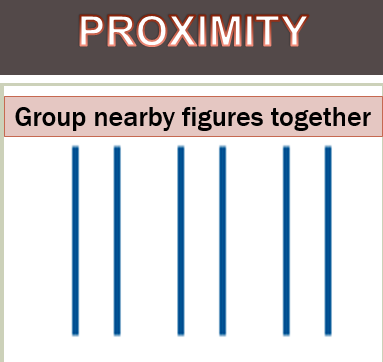 PROXIMITY
Group nearby figures together